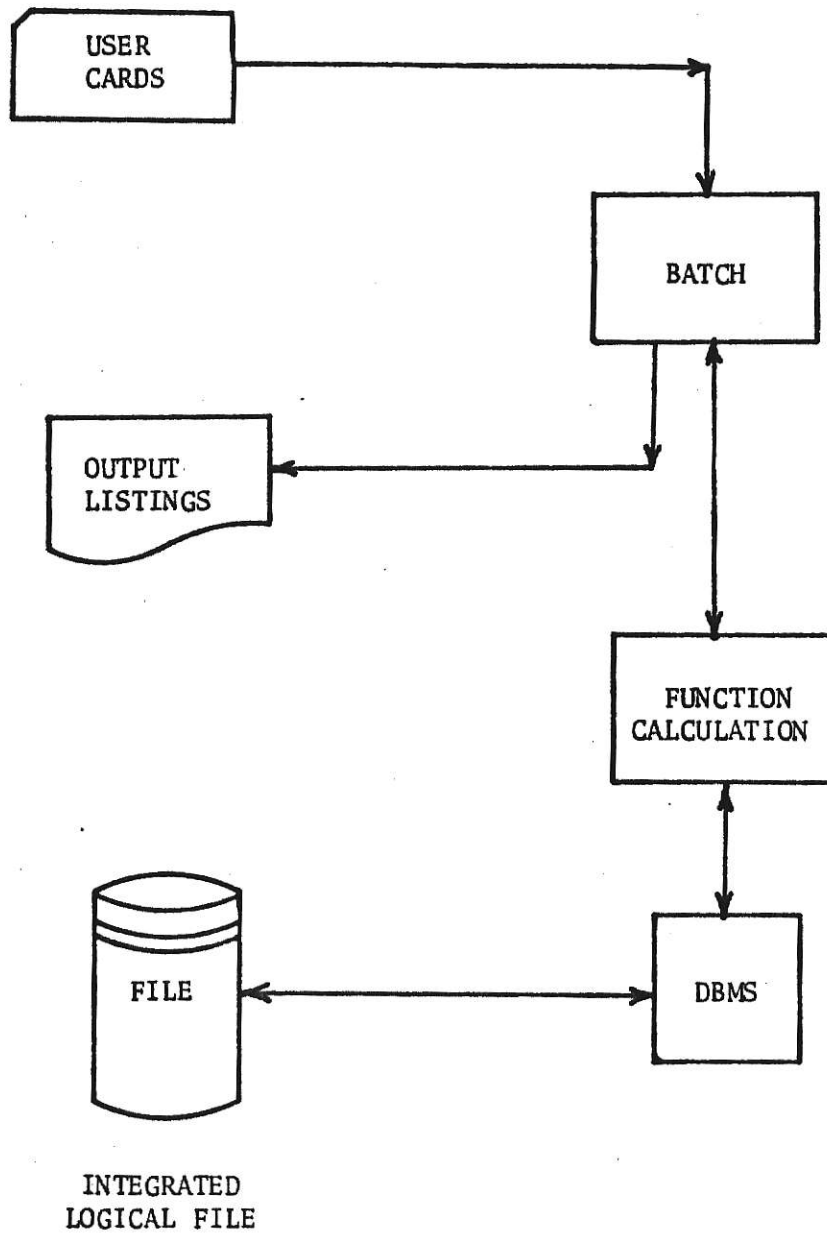 USER
CARDS
BATCH
OUTPUT
LISTINGS
FUNCTION
CALCULATION
FILE
DBMS
INTEGRATED
LOGICAL FILE